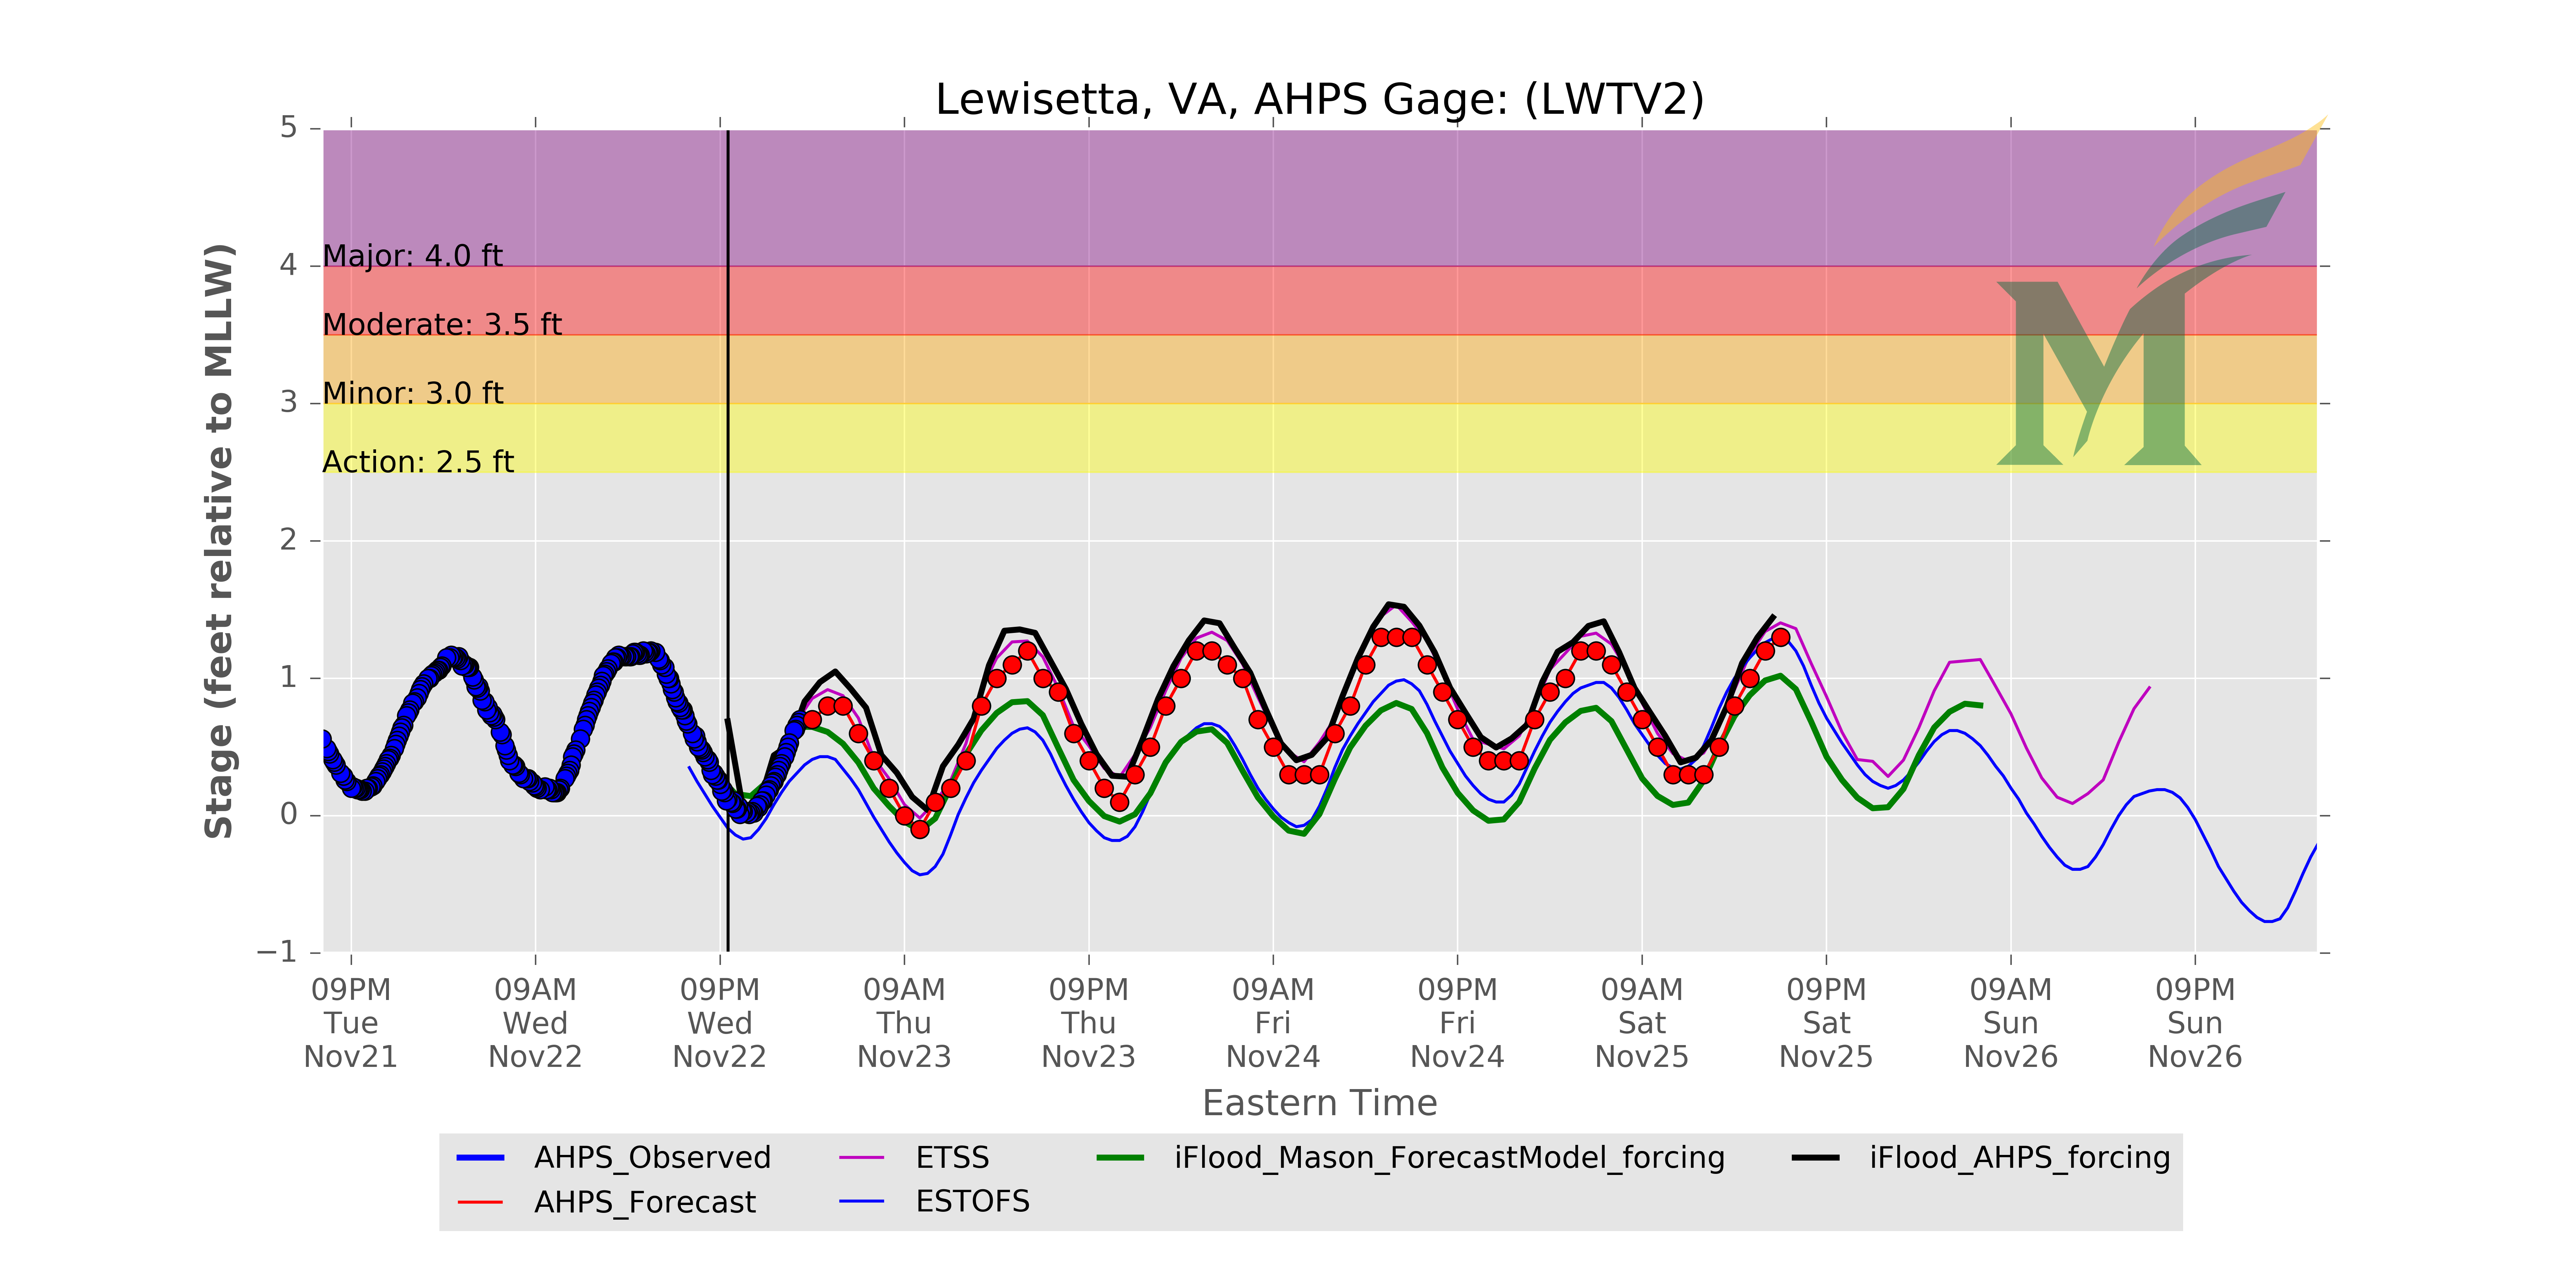 Lewisetta, VA, AHPS Gage: (LWTV2)
Stage (feet relative to MLLW)
5
4
3
2
1
0
−1
Major: 4.0 ft
Moderate: 3.5 ft
Minor: 3.0 ft
Action: 2.5 ft
09PM 09AM 09PM 09AM 09PM 09AM 09PM 09AM 09PM 09AM 09PM
Tue Wed Wed Thu Thu Fri Fri Sat Sat Sun Sun
Nov21 Nov22 Nov22 Nov23 Nov23 Nov24 Nov24 Nov25 Nov25 Nov26 Nov26
Eastern Time
AHPS_Observed ETSS iFlood_Mason_ForecastModel_forcing iFlood_AHPS_forcing
AHPS_Forecast ESTOFS